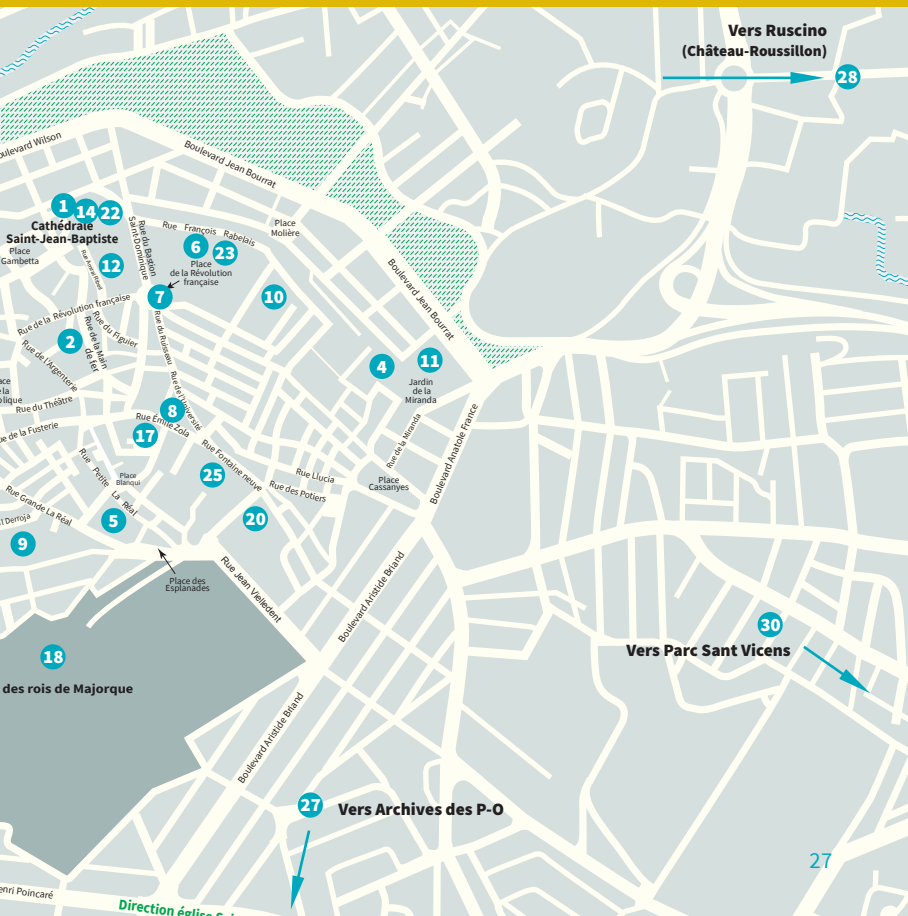 Vers Ruscino
(Château-Roussillon)
28
Boulevard Wilson
Boulevard Jean Bourrat
1
14
22
Cathédrale
Saint-Jean-Baptiste
Place
Gambetta
12
Rue du Bastion
Saint-Dominique
Rue François Rabelais
Place
Molière
6
23
Place
de la Révolution
française
7
10
Boulevard Jean Bourrat
Rue de la Révolution française
Rue du Figuier
Rue de la Main
de fer
2
Rue de l'Argenterie
Rue du Ruisseau
4
11
Jardin
de la
Miranda
Rue du Théâtre
Rue de l'Université
8
Rue Émile Zola
17
Rue de la Miranda
Boulevard Anatole France
Rue Petite La Réal
Place
Blanqui
Rue Fontaine neuve
25
Rue Llucia
Rue des Potiers
Place
Cassanyes
Rue Grande La Réal
5
20
9
Place des
Esplanades
Rue Jean Vielledent
Boulevard Aristide Briand
30
Vers Parc Sant Vicens
18
des rois de Majorque
Boulevard Aristide Briand
27
Vers Archives des P-O
27
Direction église